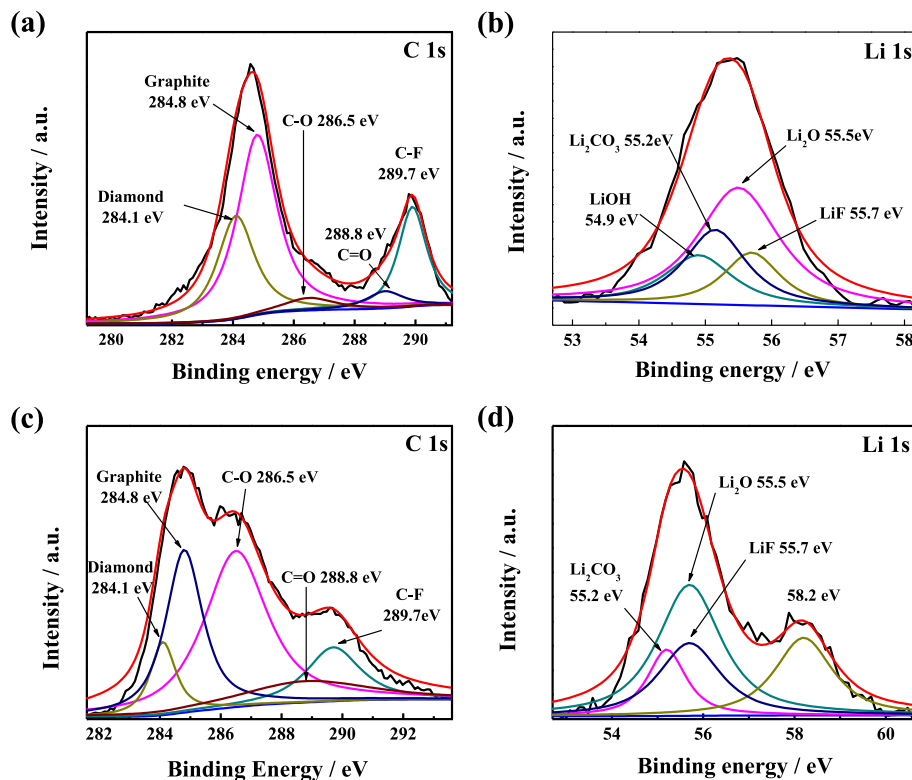 (a)
C 1s
Graphite
284.8 eV
C-O 286.5 eV
C-F
289.7 eV
Diamond
284.1 eV
288.8 eV
C=O
Intensity / a.u.
280 282 284 286 288 290
Binding energy / eV
(b)
Li 1s
Li₂CO₃ 55.2eV
Li₂O 55.5eV
LiOH
54.9 eV
LiF 55.7 eV
Intensity / a.u.
53 54 55 56 57 58
Binding energy / eV
(c)
C 1s
Graphite
284.8 eV
C-O 286.5 eV
Diamond
284.1 eV
C=O 288.8 eV
C-F
289.7eV
Intensity / a.u.
282 284 286 288 290 292
Binding Energy / eV
(d)
Li 1s
Li₂O 55.5 eV
LiF 55.7 eV
Li₂CO₃
55.2 eV
58.2 eV
Intensity / a.u.
54 56 58 60
Binding energy / eV